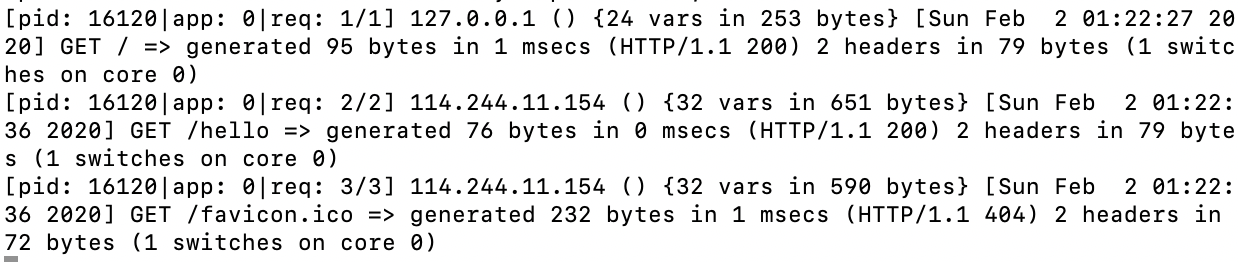 [pid: 16120|app: 0|req: 1/1] 127.0.0.1 () {24 vars in 253 bytes} [Sun Feb  2 01:22:27 20
20] GET / => generated 95 bytes in 1 msecs (HTTP/1.1 200) 2 headers in 79 bytes (1 switc
hes on core 0)
[pid: 16120|app: 0|req: 2/2] 114.244.11.154 () {32 vars in 651 bytes} [Sun Feb  2 01:22:
36 2020] GET /hello => generated 76 bytes in 0 msecs (HTTP/1.1 200) 2 headers in 79 byte
s (1 switches on core 0)
[pid: 16120|app: 0|req: 3/3] 114.244.11.154 () {32 vars in 590 bytes} [Sun Feb  2 01:22:
36 2020] GET /favicon.ico => generated 232 bytes in 1 msecs (HTTP/1.1 404) 2 headers in
72 bytes (1 switches on core 0)